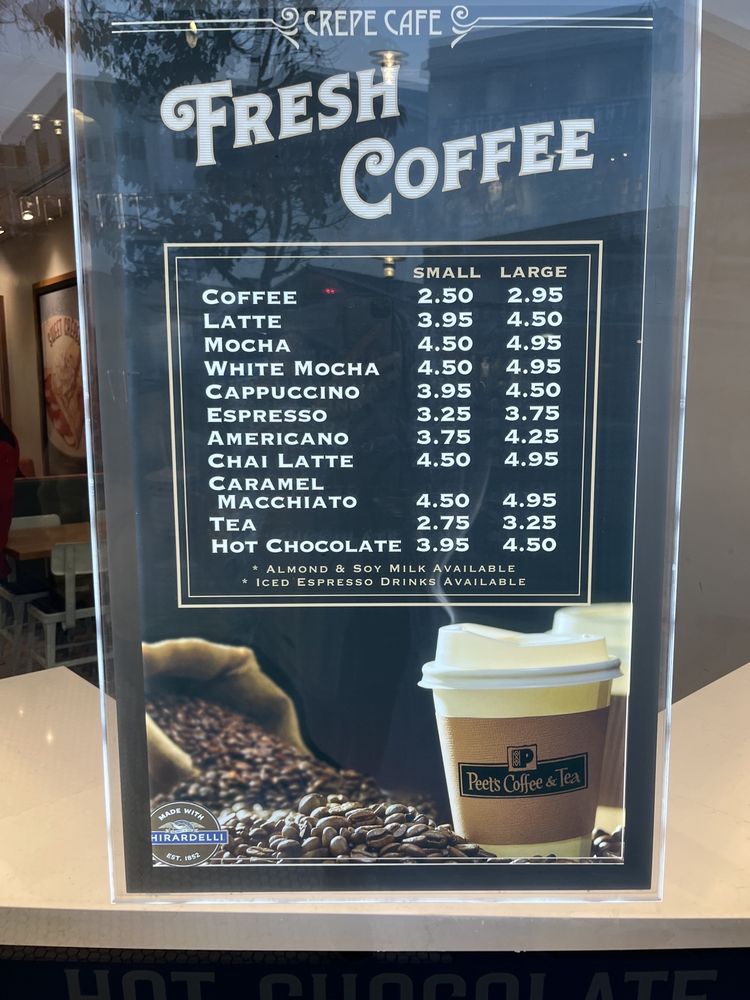 CREPE CAFE
FRESH
COFFEE
SMALL LARGE
COFFEE 2.50 2.95
LATTE 3.95 4.50
MOCHA 4.50 4.95
WHITE MOCHA 4.50 4.95
CAPPUCCINO 3.95 4.50
ESPRESSO 3.25 3.75
AMERICANO 3.75 4.25
CHAI LATTE 4.50 4.95
CARAMEL
MACCHIATO 4.50 4.95
TEA 2.75 3.25
HOT CHOCOLATE 3.95 4.50
* ALMOND & SOY MILK AVAILABLE
* ICED ESPRESSO DRINKS AVAILABLE
Peet's Coffee & Tea
MADE WITH
HIRARDELLI
EST. 1852
HOT CHOCOLATE